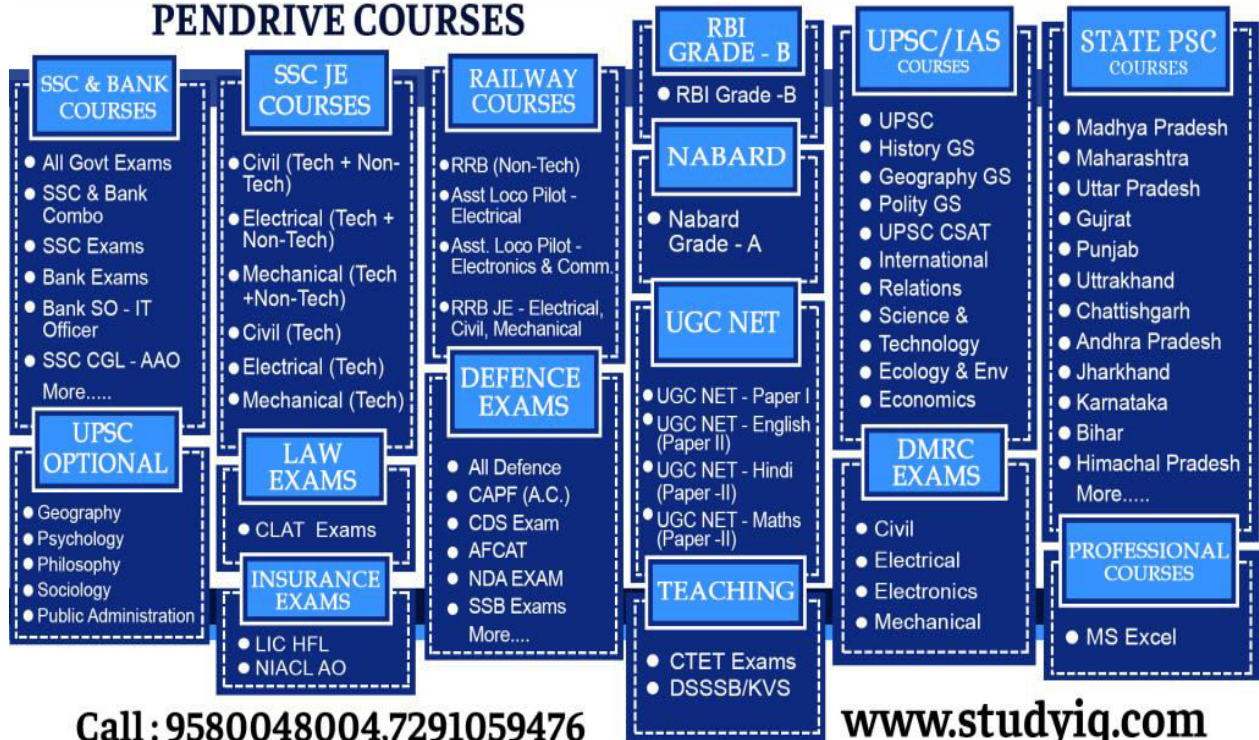 PENDRIVE COURSES
SSC & BANK
COURSES
• All Govt Exams
• SSC & Bank
Combo
• SSC Exams
• Bank Exams
• Bank SO - IT
Officer
• SSC CGL - AAO
More.....
UPSC
OPTIONAL
• Geography
• Psychology
• Philosophy
• Sociology
• Public Administration
SSC JE
COURSES
• Civil (Tech + Non-
Tech)
• Electrical (Tech +
Non-Tech)
• Mechanical (Tech
+Non-Tech)
• Civil (Tech)
• Electrical (Tech)
• Mechanical (Tech)
LAW
EXAMS
• CLAT Exams
INSURANCE
EXAMS
• LIC HFL
• NIACL AO
RAILWAY
COURSES
• RRB (Non-Tech)
• Asst Loco Pilot -
Electrical
• Asst. Loco Pilot -
Electronics & Comm.
• RRB JE - Electrical,
Civil, Mechanical
DEFENCE
EXAMS
• All Defence
• CAPF (A.C.)
• CDS Exam
• AFCAT
• NDA EXAM
• SSB Exams
More....
RBI
GRADE - B
• RBI Grade -B
NABARD
• Nabard
Grade - A
UGC NET
• UGC NET - Paper I
• UGC NET - English
(Paper II)
• UGC NET - Hindi
(Paper -II)
• UGC NET - Maths
(Paper -II)
TEACHING
• CTET Exams
• DSSSB/KVS
UPSC/IAS
COURSES
• UPSC
• History GS
• Geography GS
• Polity GS
• UPSC CSAT
• International
• Relations
• Science &
• Technology
• Ecology & Env
• Economics
DMRC
EXAMS
• Civil
• Electrical
• Electronics
• Mechanical
STATE PSC
COURSES
• Madhya Pradesh
• Maharashtra
• Uttar Pradesh
• Gujrat
• Punjab
• Uttrakhand
• Chattishgarh
• Andhra Pradesh
• Jharkhand
• Karnataka
• Bihar
• Himachal Pradesh
More.....
PROFESSIONAL
COURSES
• MS Excel
Call : 9580048004,7291059476
www.studyiq.com